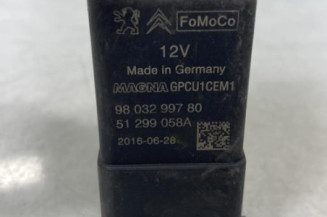 FoMoCo
12V
Made in Germany
MAGNA GPCU1CEM1
98 032 997 80
51 299 058A
2016-06-28